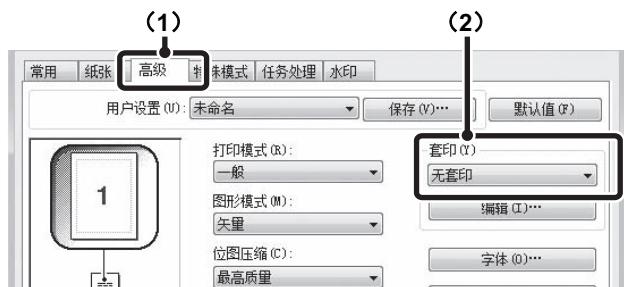 （1）
（2）
常用 纸张 高级 特殊模式 任务处理 水印
用户设置(U): 未命名 保存(V)… 默认值(F)
打印模式(R):
一般
套印(Y)
无套印
图形模式(M):
矢量
编辑(I)…
位图压缩(C):
最高质量
字体(O)…
1